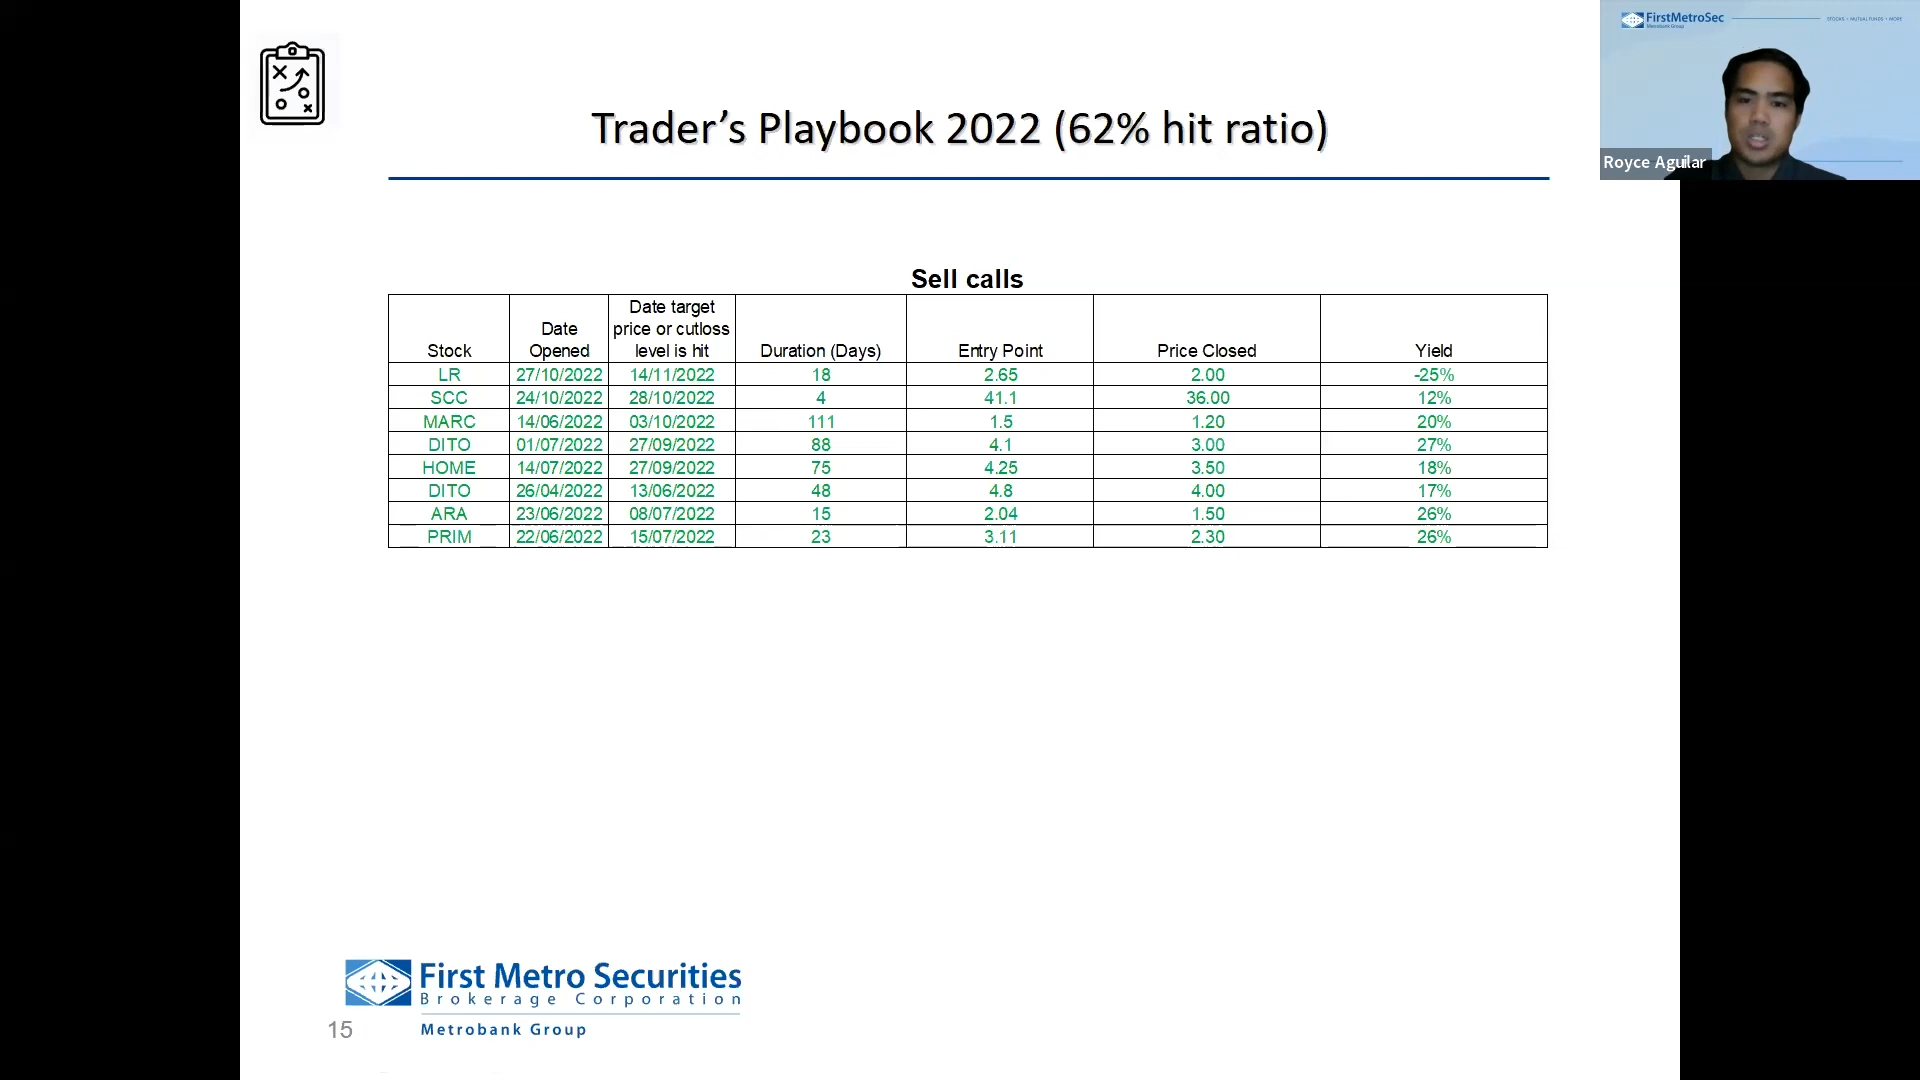 FirstMetroSec
Metrobank Group
STOCKS • MUTUAL FUNDS • MORE
Royce Aguilar
Trader’s Playbook 2022 (62% hit ratio)
Sell calls
Stock Date Opened Date target price or cutloss level is hit Duration (Days) Entry Point Price Closed Yield
LR 27/10/2022 14/11/2022 18 2.65 2.00 -25%
SCC 24/10/2022 28/10/2022 4 41.1 36.00 12%
MARC 14/06/2022 03/10/2022 111 1.5 1.20 20%
DITO 01/07/2022 27/09/2022 88 4.1 3.00 27%
HOME 14/07/2022 27/09/2022 75 4.25 3.50 18%
DITO 26/04/2022 13/06/2022 48 4.8 4.00 17%
ARA 23/06/2022 08/07/2022 15 2.04 1.50 26%
PRIM 22/06/2022 15/07/2022 23 3.11 2.30 26%
First Metro Securities
Brokerage Corporation
Metrobank Group
15